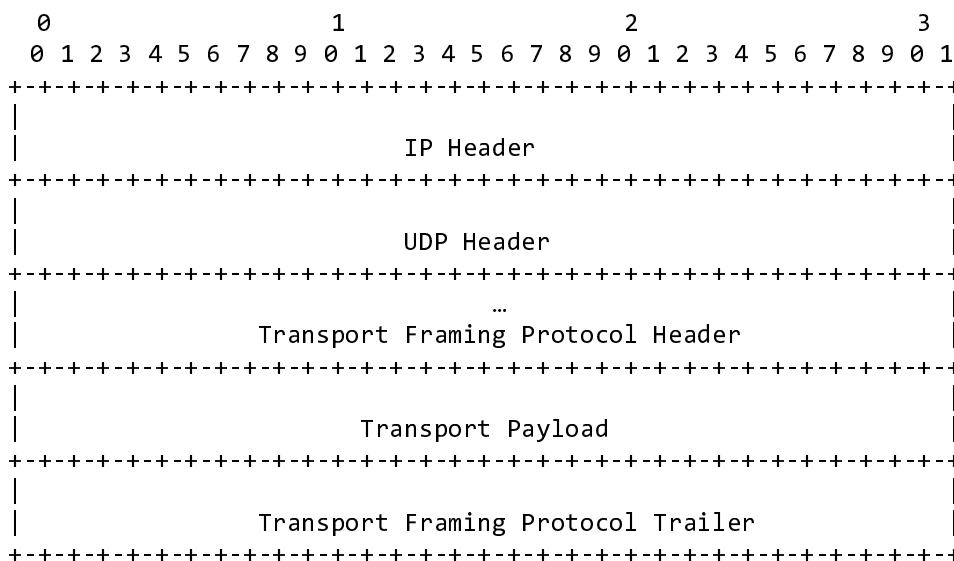 0                   1                   2                   3
0 1 2 3 4 5 6 7 8 9 0 1 2 3 4 5 6 7 8 9 0 1 2 3 4 5 6 7 8 9 0 1
+-+-+-+-+-+-+-+-+-+-+-+-+-+-+-+-+-+-+-+-+-+-+-+-+-+-+-+-+-+-+-+-+
|                                                               |
|                          IP Header                            |
+-+-+-+-+-+-+-+-+-+-+-+-+-+-+-+-+-+-+-+-+-+-+-+-+-+-+-+-+-+-+-+-+
|                                                               |
|                          UDP Header                           |
+-+-+-+-+-+-+-+-+-+-+-+-+-+-+-+-+-+-+-+-+-+-+-+-+-+-+-+-+-+-+-+-+
|                                …                              |
|                Transport Framing Protocol Header              |
+-+-+-+-+-+-+-+-+-+-+-+-+-+-+-+-+-+-+-+-+-+-+-+-+-+-+-+-+-+-+-+-+
|                                                               |
|                       Transport Payload                       |
+-+-+-+-+-+-+-+-+-+-+-+-+-+-+-+-+-+-+-+-+-+-+-+-+-+-+-+-+-+-+-+-+
|                                                               |
|                Transport Framing Protocol Trailer             |
+-+-+-+-+-+-+-+-+-+-+-+-+-+-+-+-+-+-+-+-+-+-+-+-+-+-+-+-+-+-+-+-+